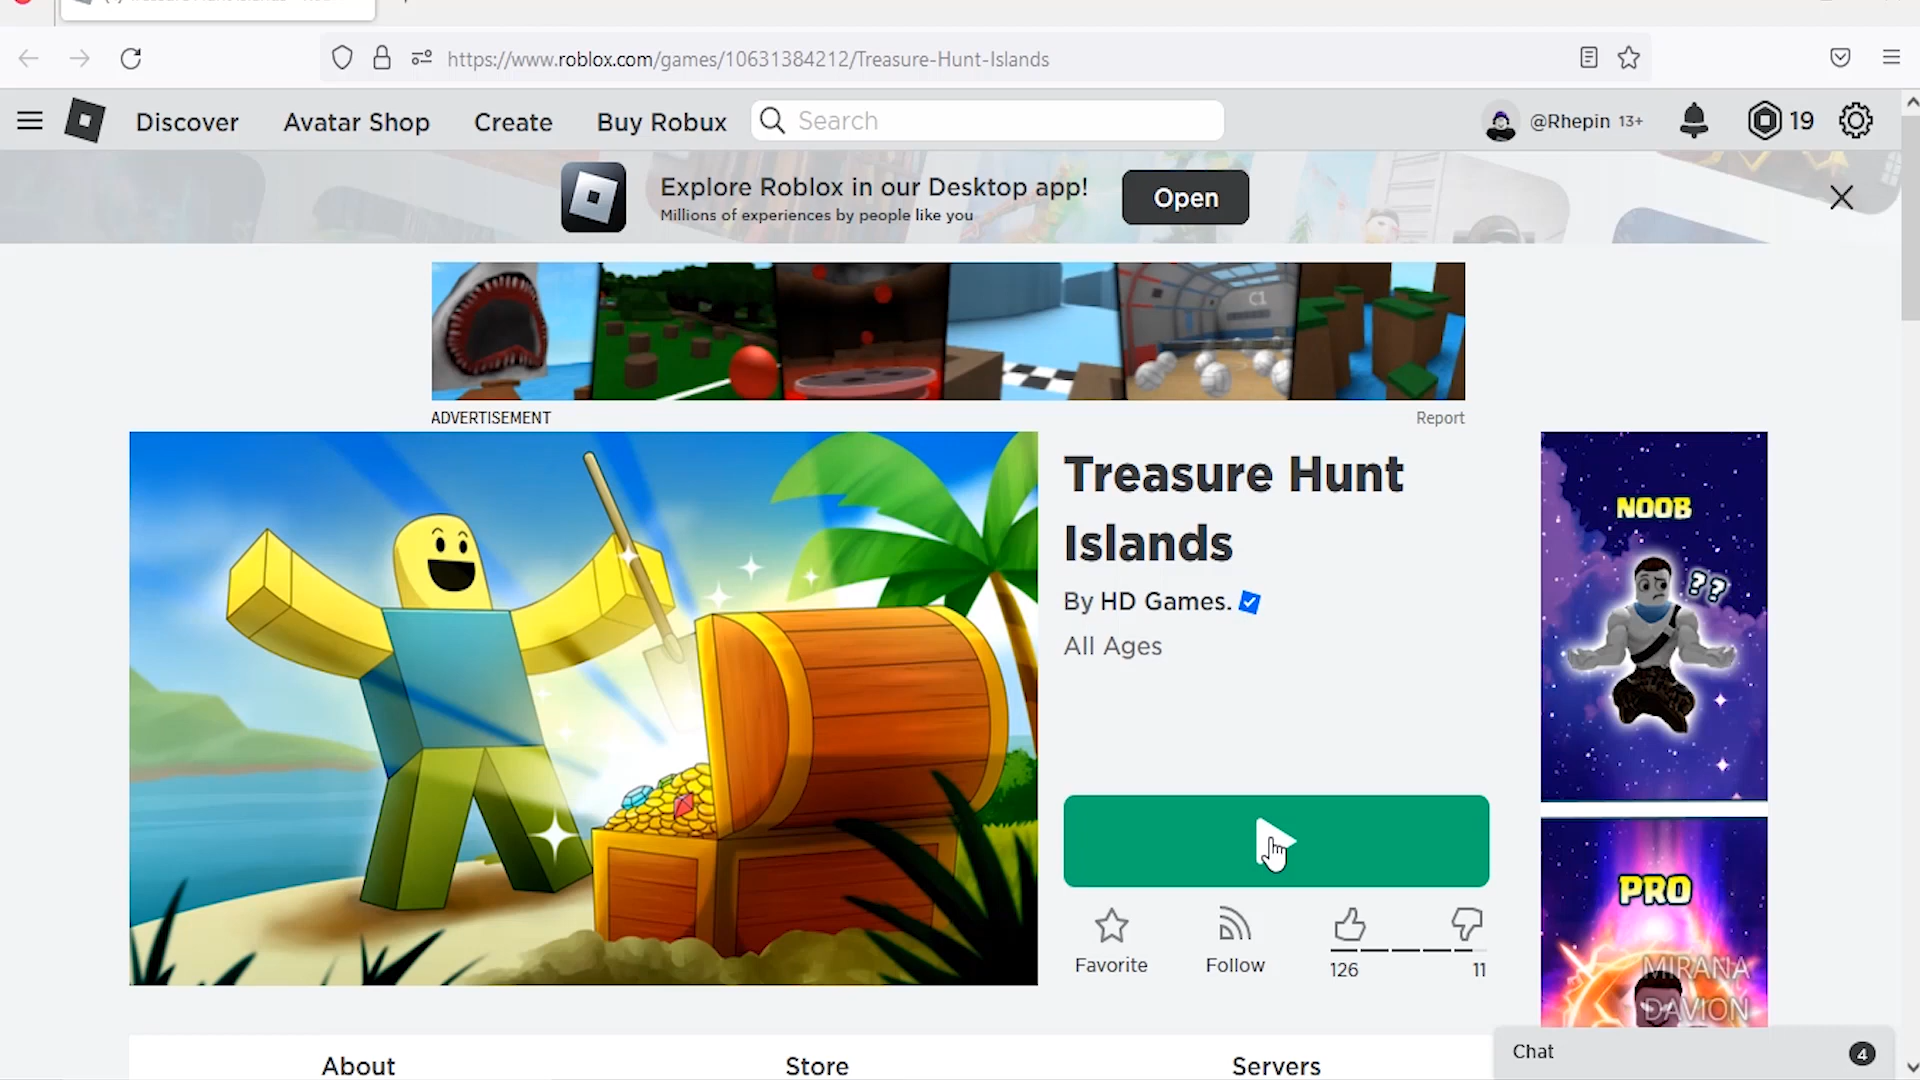 https://www.roblox.com/games/10631384212/Treasure-Hunt-Islands
Discover
Avatar Shop
Create
Buy Robux
Search
@Rhepin 13+
19
Explore Roblox in our Desktop app!
Millions of experiences by people like you
Open
C1
ADVERTISEMENT
Report
Treasure Hunt
Islands
By HD Games.
All Ages
Favorite
Follow
126
11
NOOB
??
PRO
MIRANA
DAVION
About
Store
Servers
Chat
4